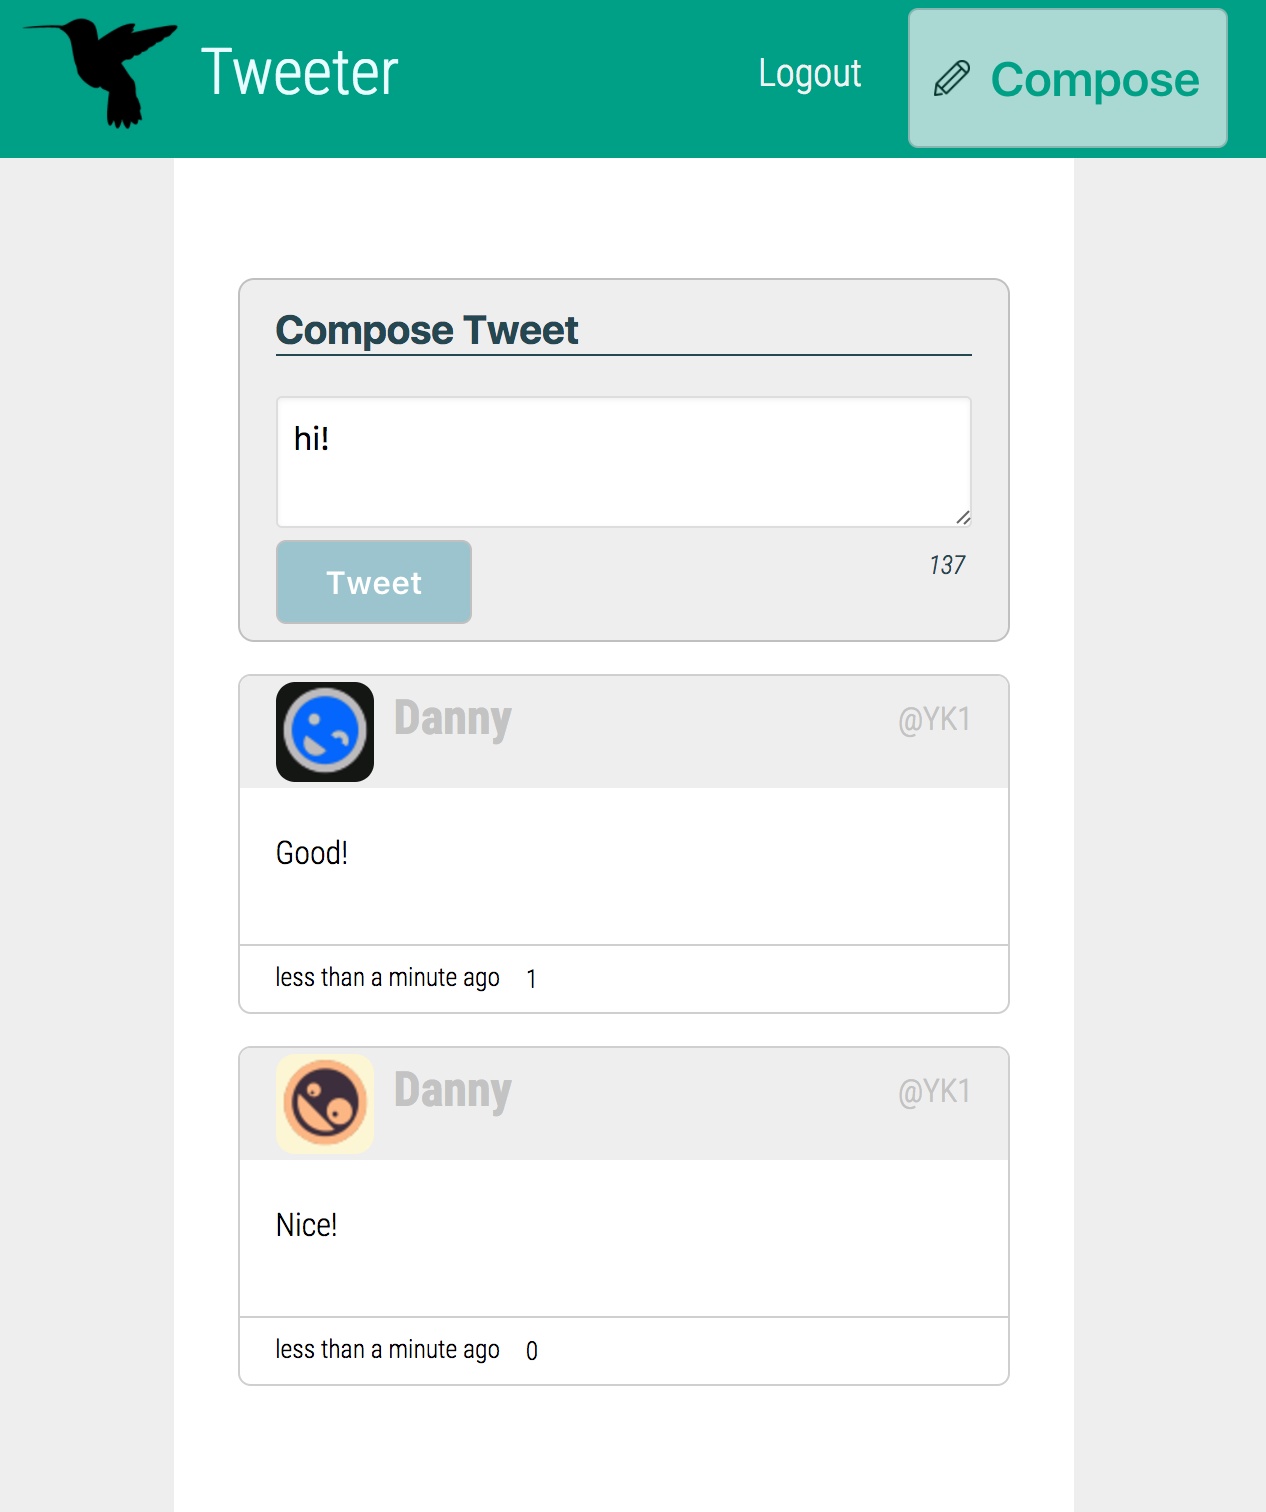 Tweeter
Logout
Compose
Compose Tweet
hi!
Tweet
137
Danny
@YK1
Good!
less than a minute ago 1
Danny
@YK1
Nice!
less than a minute ago 0